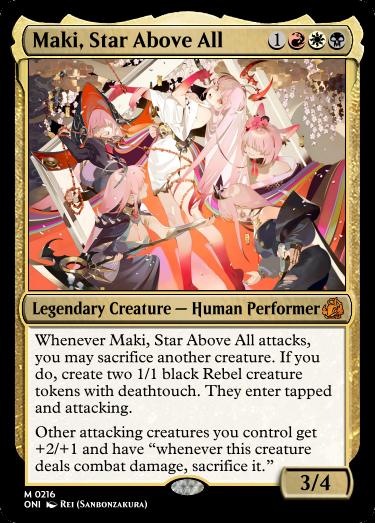 Maki, Star Above All 1
Legendary Creature — Human Performer
Whenever Maki, Star Above All attacks,
you may sacrifice another creature. If you
do, create two 1/1 black Rebel creature
tokens with deathtouch. They enter tapped
and attacking.
Other attacking creatures you control get
+2/+1 and have “whenever this creature
deals combat damage, sacrifice it.”
3/4
M 0216
ONI Rei (Sanbonzakura)